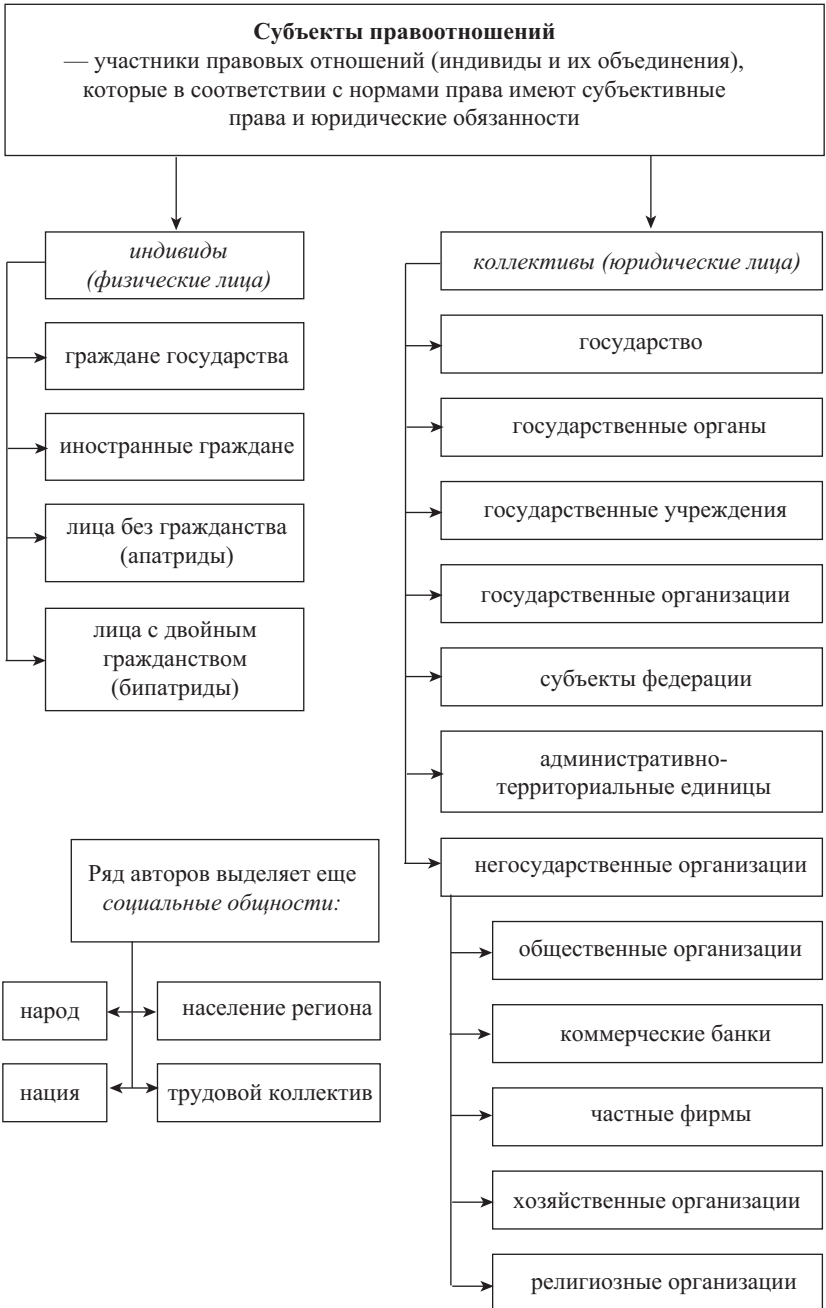 Субъекты правоотношений
— участники правовых отношений (индивиды и их объединения),
которые в соответствии с нормами права имеют субъективные
права и юридические обязанности
индивиды
(физические лица)
граждане государства
иностранные граждане
лица без гражданства
(апатриды)
лица с двойным
гражданством
(бипатриды)
коллективы (юридические лица)
государство
государственные органы
государственные учреждения
государственные организации
субъекты федерации
административно-
территориальные единицы
негосударственные организации
общественные организации
коммерческие банки
частные фирмы
хозяйственные организации
религиозные организации
Ряд авторов выделяет еще
социальные общности:
народ
население региона
нация
трудовой коллектив